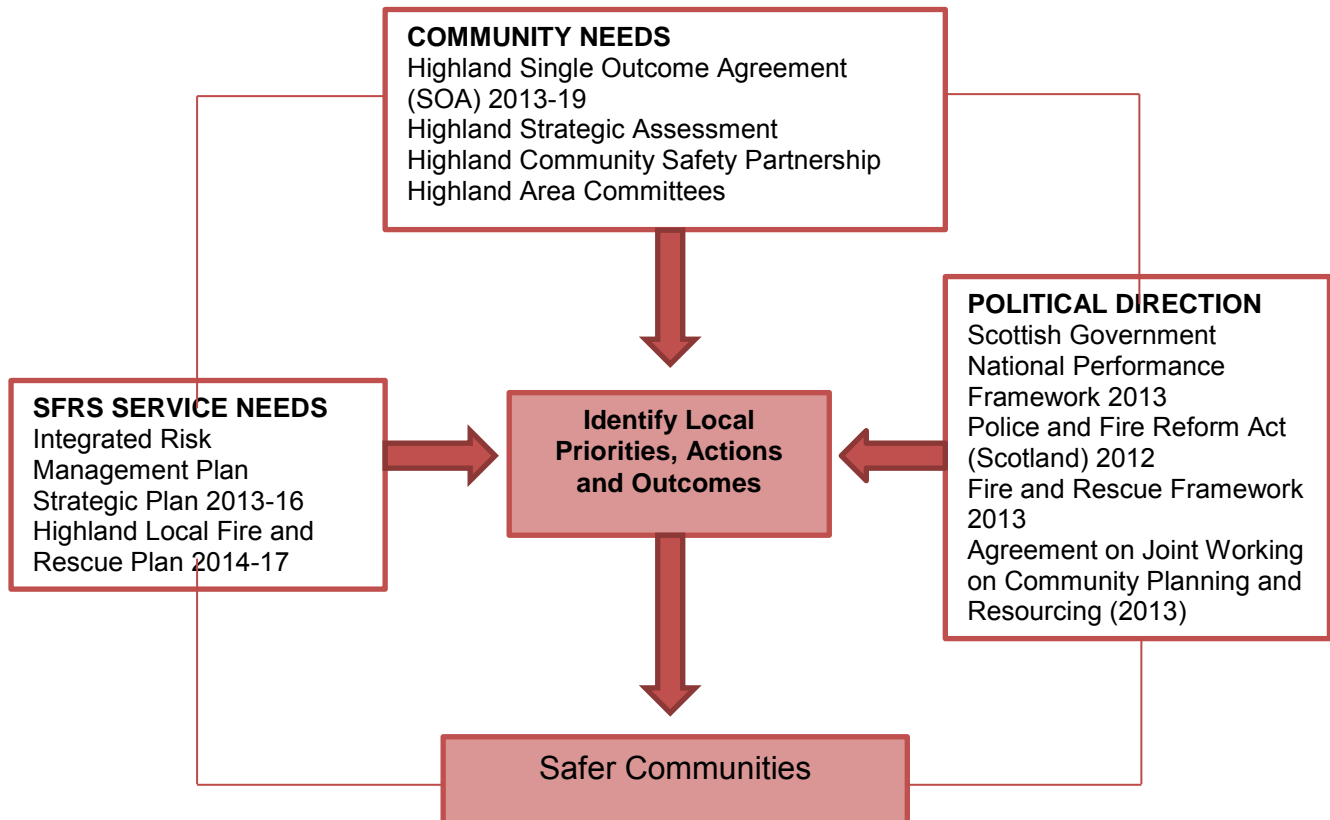 COMMUNITY NEEDS
Highland Single Outcome Agreement
(SOA) 2013-19
Highland Strategic Assessment
Highland Community Safety Partnership
Highland Area Committees
SFRS SERVICE NEEDS
Integrated Risk
Management Plan
Strategic Plan 2013-16
Highland Local Fire and
Rescue Plan 2014-17
Identify Local
Priorities, Actions
and Outcomes
POLITICAL DIRECTION
Scottish Government
National Performance
Framework 2013
Police and Fire Reform Act
(Scotland) 2012
Fire and Rescue Framework
2013
Agreement on Joint Working
on Community Planning and
Resourcing (2013)
Safer Communities